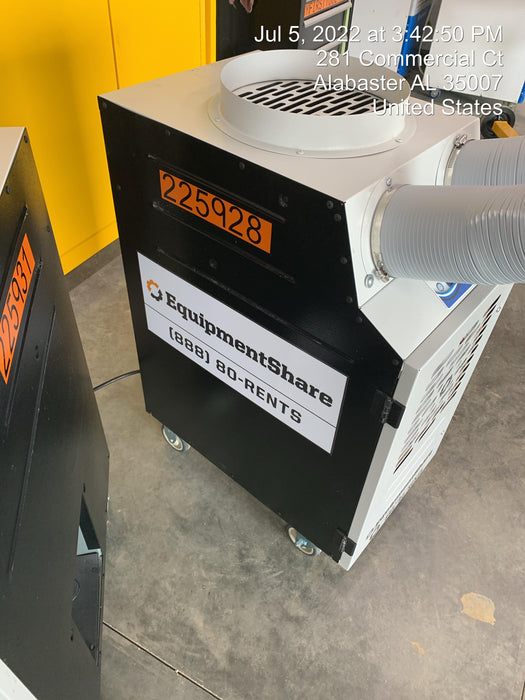 Jul 5, 2022 at 3:42:50 PM
281 Commercial Ct
Alabaster AL 35007
United States
225928
225931
EquipmentShare
(888) 80-RENTS